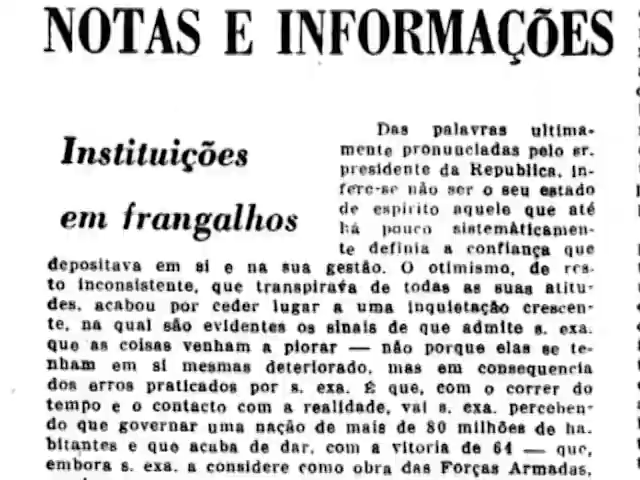 NOTAS E INFORMAÇÕES
Instituições
em frangalhos
Das palavras ultima-
mente pronunciadas pelo sr.
presidente da Republica, in-
fere-se não ser o seu estado
de espirito aquele que até
há pouco sistemàticamen-
te definia a confiança que
depositava em si e na sua gestão. O otimismo, de res-
to inconsistente, que transpirava de todas as suas atitu-
des, acabou por ceder lugar a uma inquietação crescen-
te, na qual são evidentes os sinais de que admite s. exa.
que as coisas venham a piorar — não porque elas se te-
nham em si mesmas deteriorado, mas em consequencia
dos erros praticados por s. exa. É que, com o correr do
tempo e o contacto com a realidade, vai s. exa. perceben-
do que governar uma nação de mais de 80 milhões de ha-
bitantes e que acaba de dar, com a vitoria de 64 — que,
embora s. exa. a considere como obra das Forças Armadas,